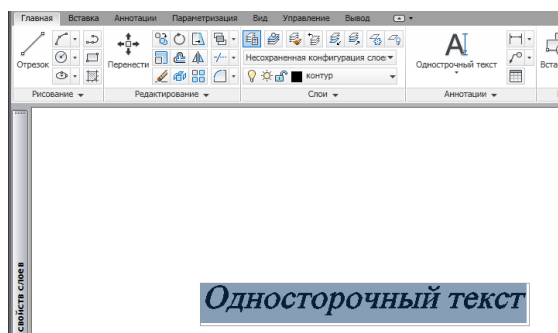 Главная Вставка Аннотации Параметризация Вид Управление Вывод
Отрезок Перенести Несохраненная конфигурация слоев Однострочный текст
контур
Рисование Редактирование Слои Аннотации
свойств слоев
Односторочный текст